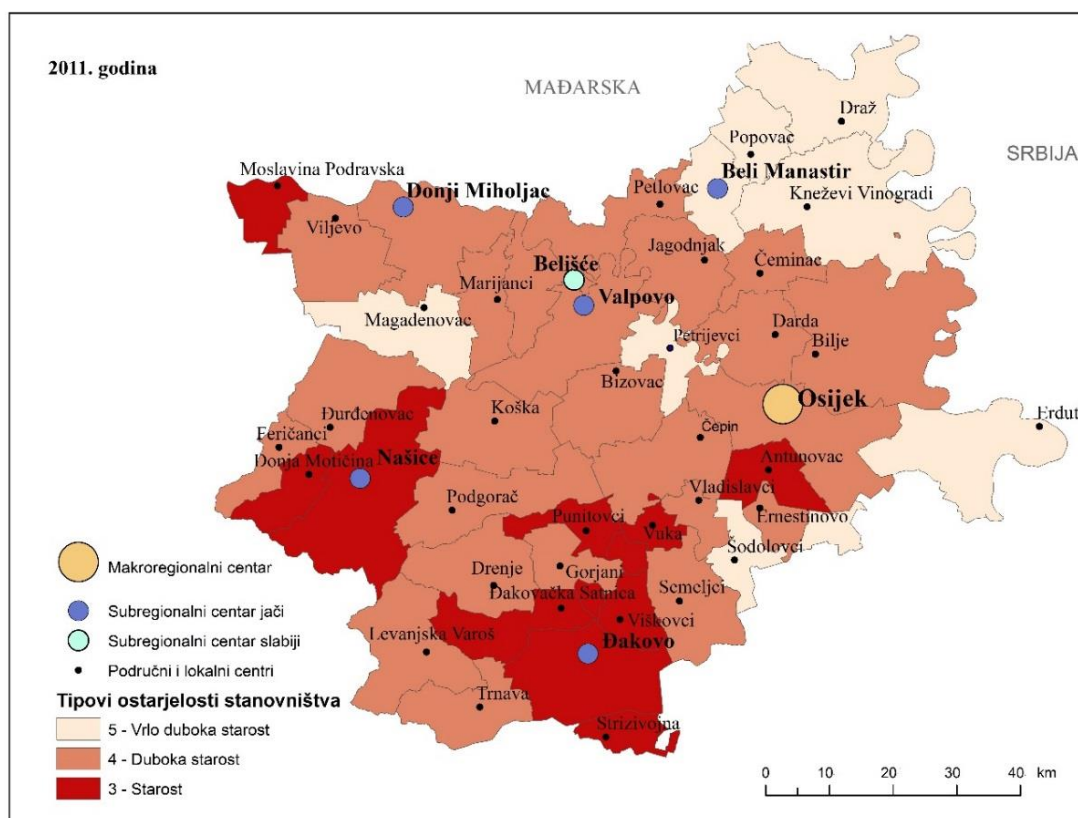 2011. godina
MAĐARSKA
SRBIJA
Draž
Popovac
Beli Manastir
Kneževi Vinogradi
Moslavina Podravska
Donji Miholjac
Petlovac
Viljevo
Jagodnjak
Čeminac
Belišće
Marijanci
Valpovo
Magadenovac
Petrijevci
Darda
Bilje
Bizovac
Osijek
Koška
Erdut
Đurđenovac
Čepin
Feričanci
Donja Motičina
Našice
Antunovac
Podgorač
Vladislavci
Punitovci
Vuka
Ernestinovo
Šodolovci
Drenje
Gorjani
Đakovačka Satnica
Semeljci
Viškovci
Levanjska Varoš
Đakovo
Trnava
Strizivojna
Makroregionalni centar
Subregionalni centar jači
Subregionalni centar slabiji
Područni i lokalni centri
Tipovi ostarjelosti stanovništva
5 - Vrlo duboka starost
4 - Duboka starost
3 - Starost
0 10 20 30 40 km